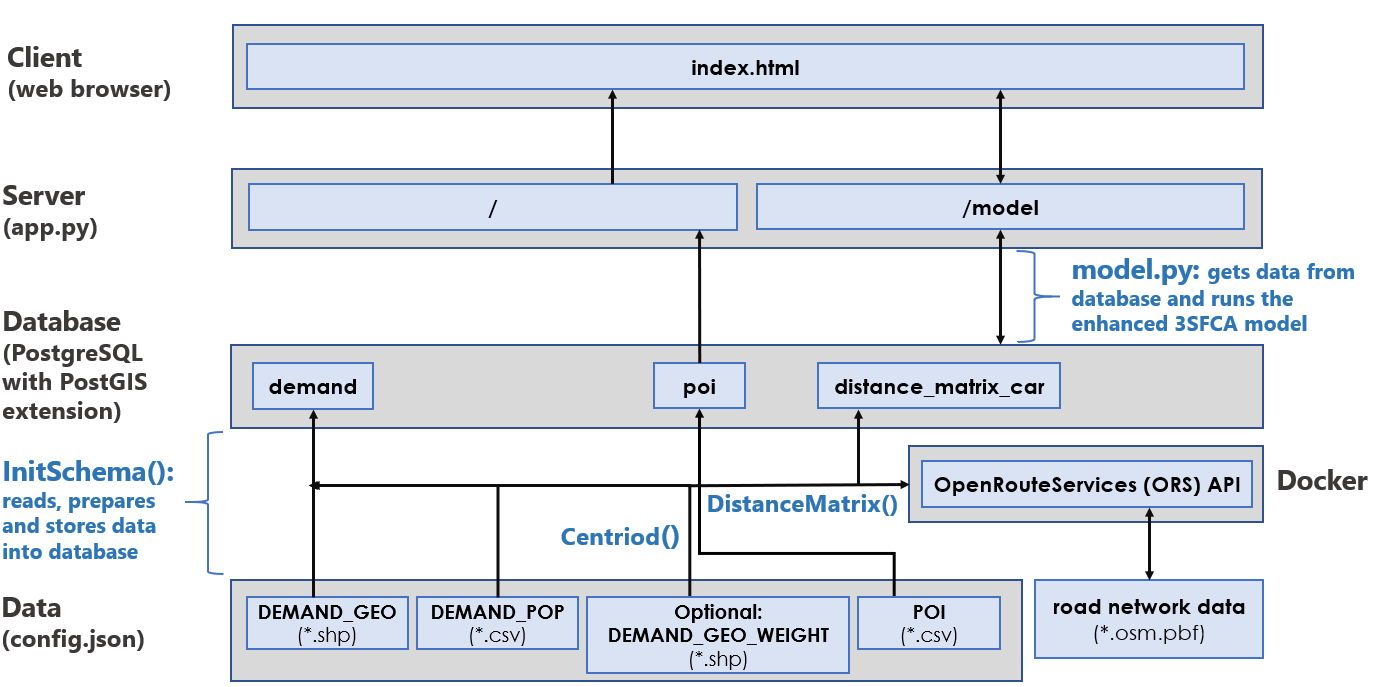 Client
(web browser)
index.html
Server
(app.py)
/
/model
model.py: gets data from
database and runs the
enhanced 3SFCA model
Database
(PostgreSQL
with PostGIS
extension)
demand
poi
distance_matrix_car
InitSchema():
reads, prepares
and stores data
into database
OpenRouteServices (ORS) API
Docker
DistanceMatrix()
Centriod()
Data
(config.json)
DEMAND_GEO
(*.shp)
DEMAND_POP
(*.csv)
Optional:
DEMAND_GEO_WEIGHT
(*.shp)
POI
(*.csv)
road network data
(*.osm.pbf)